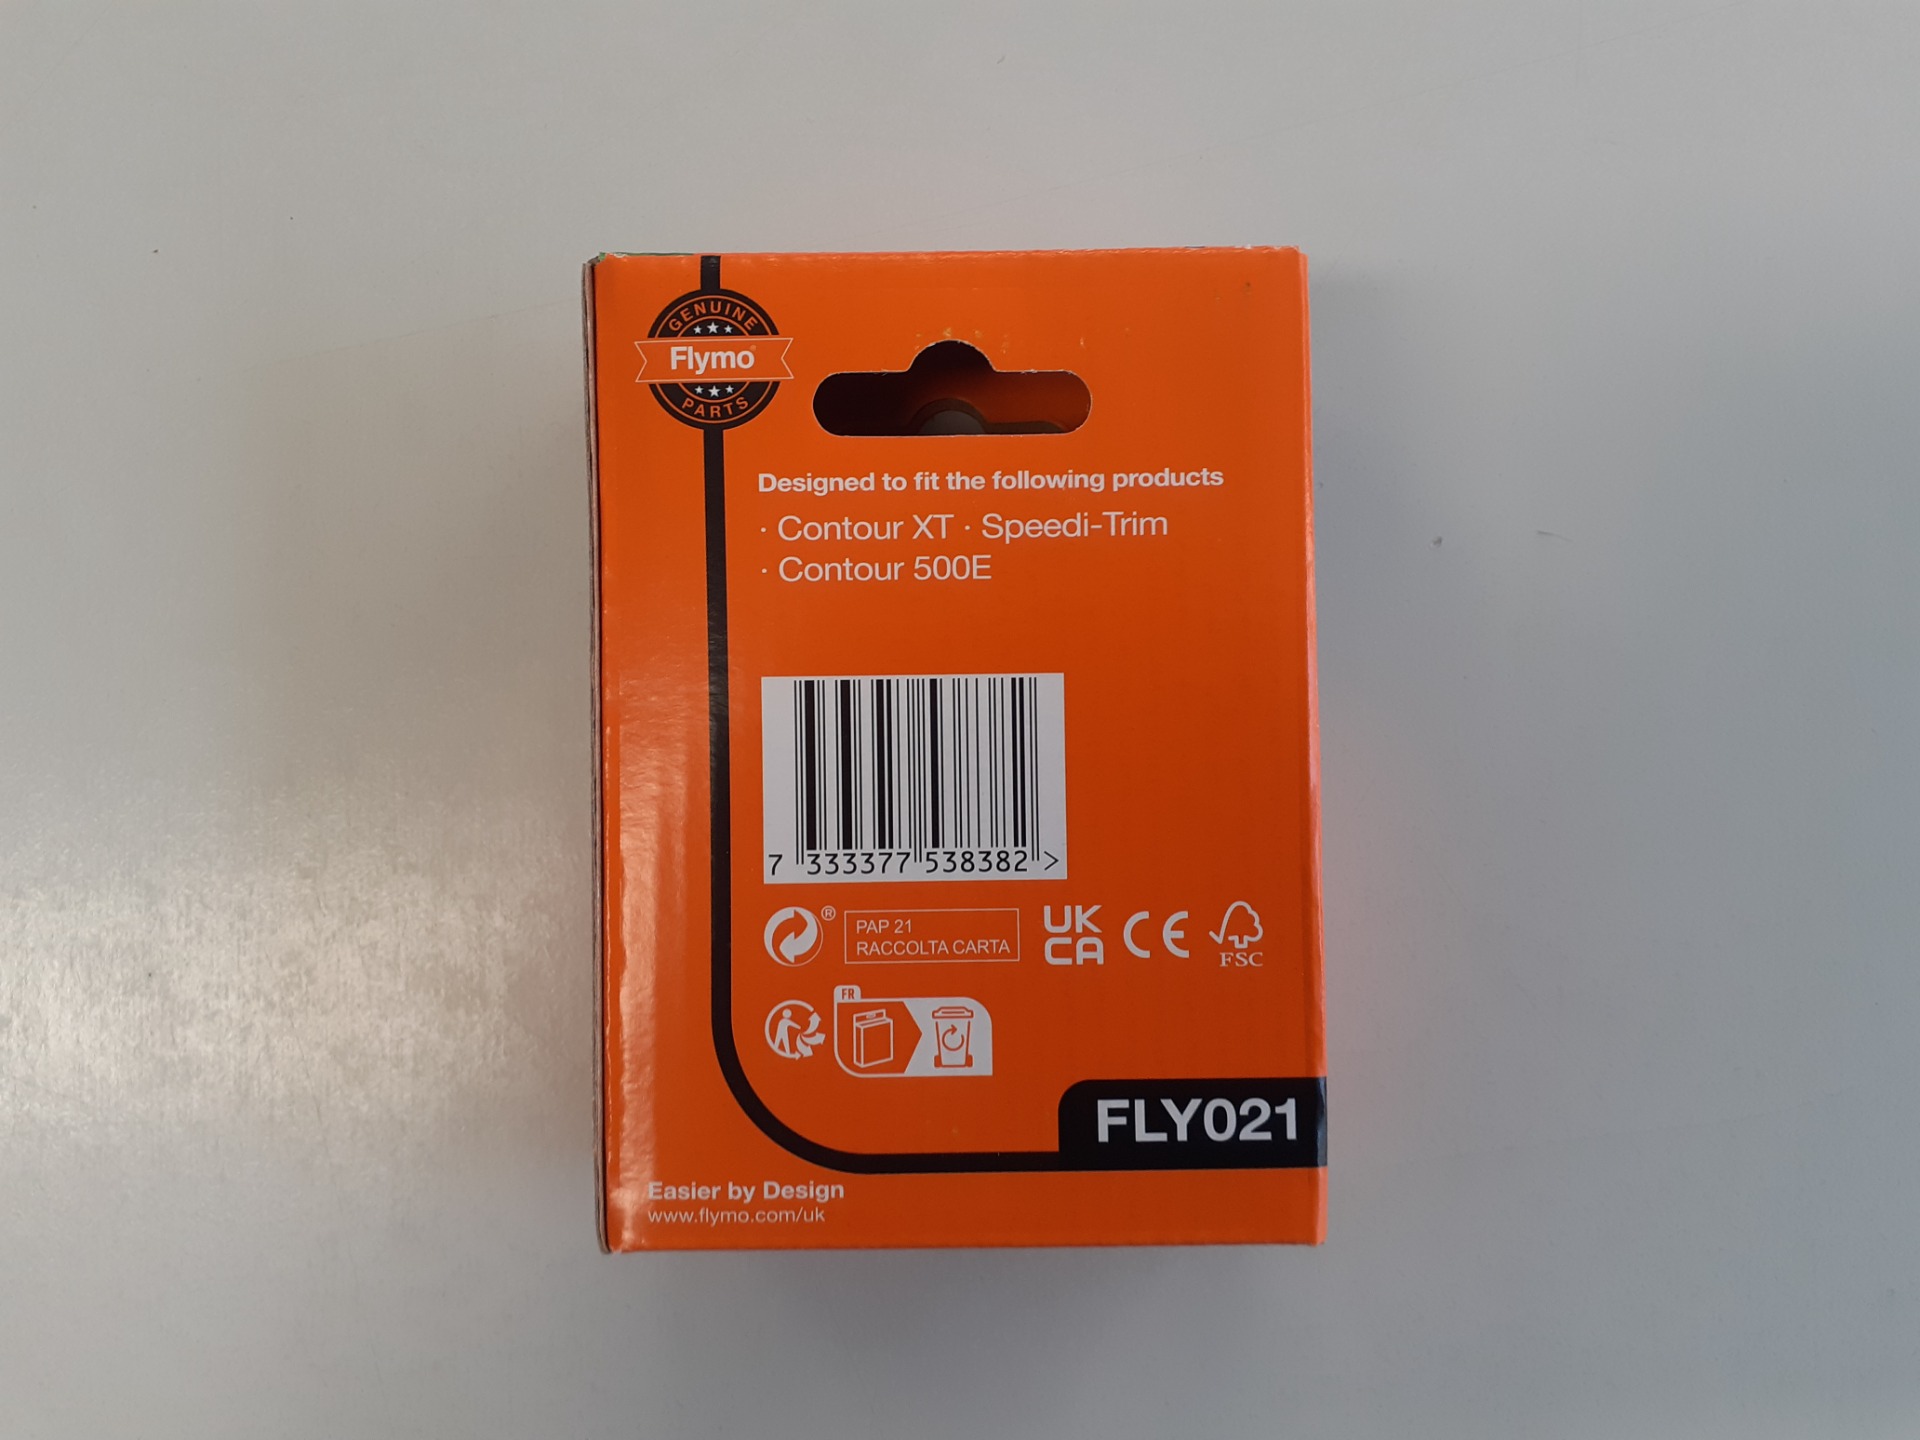 GENUINE
Flymo
PARTS
Designed to fit the following products
· Contour XT · Speedi-Trim
· Contour 500E
7 333377 538382 >
®
PAP 21
RACCOLTA CARTA
UK
CA
CE
FSC
FR
FLY021
Easier by Design
www.flymo.com/uk